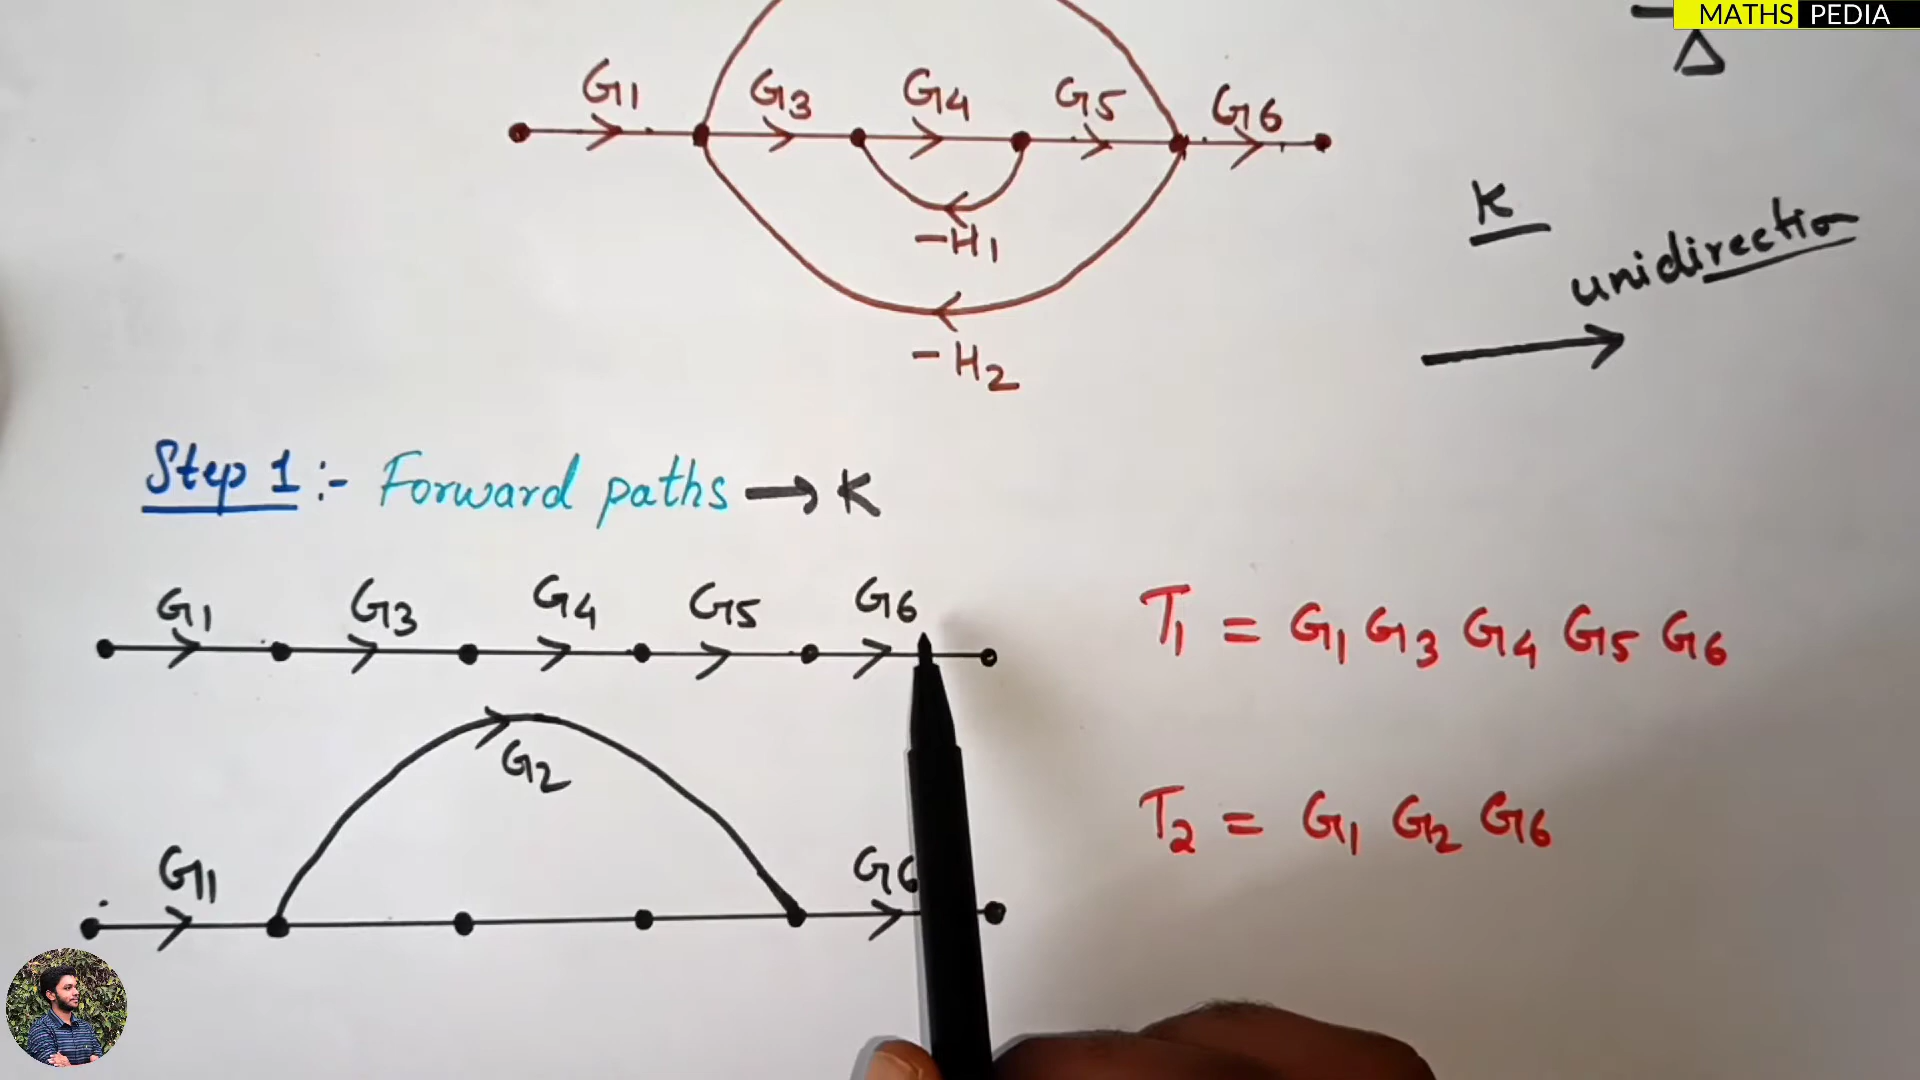 MATHS PEDIA
Δ
G1 G3 G4 G5 G6
-H1
-H2
K
unidirection
Step 1 :- Forward paths → K
G1 G3 G4 G5 G6
T1 = G1 G3 G4 G5 G6
G2
G1 G6
T2 = G1 G2 G6